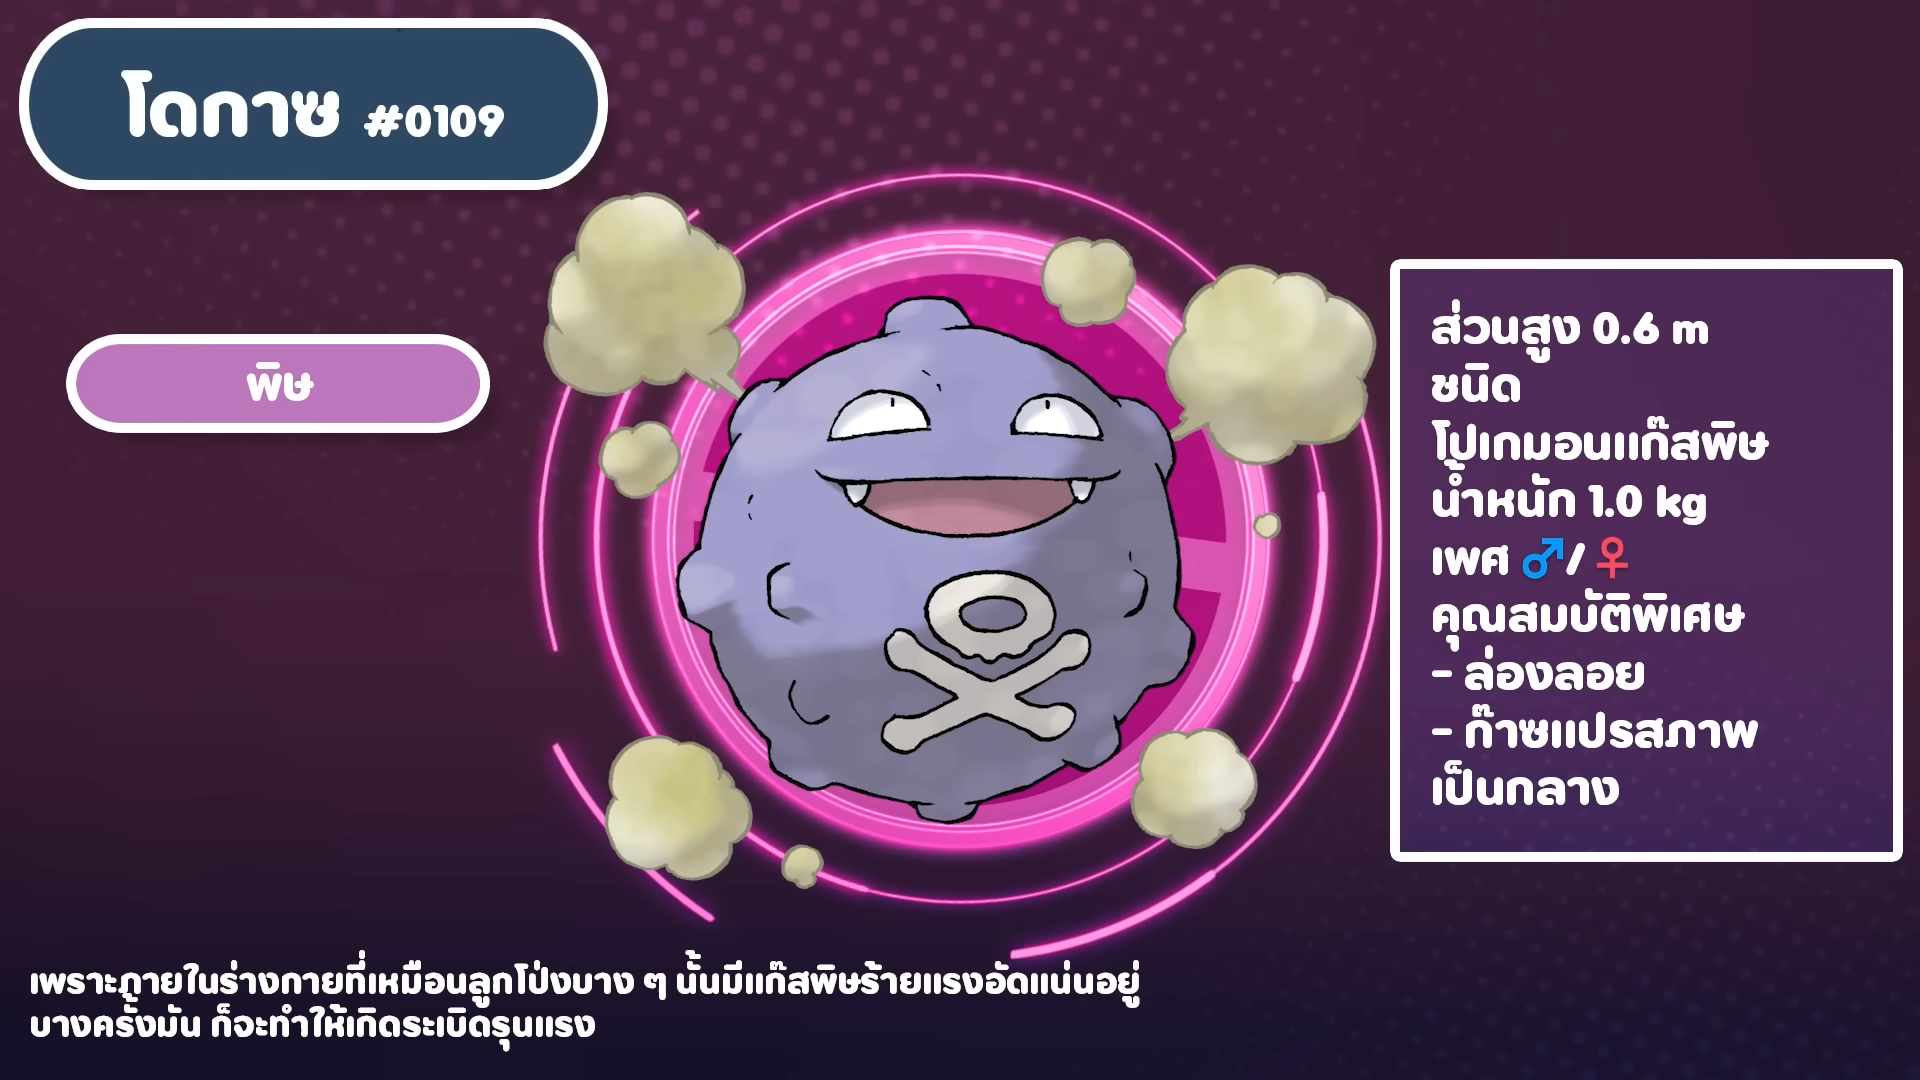 โดกาซ #0109
พิษ
ส่วนสูง 0.6 m
ชนิด
โปเกมอนแก๊สพิษ
น้ำหนัก 1.0 kg
เพศ ♂/♀
คุณสมบัติพิเศษ
- ล่องลอย
- ก๊าซแปรสภาพ
เป็นกลาง
เพราะภายในร่างกายที่เหมือนลูกโป่งบาง ๆ นั้นมีแก๊สพิษร้ายแรงอัดแน่นอยู่
บางครั้งมัน ก็จะทำให้เกิดระเบิดรุนแรง